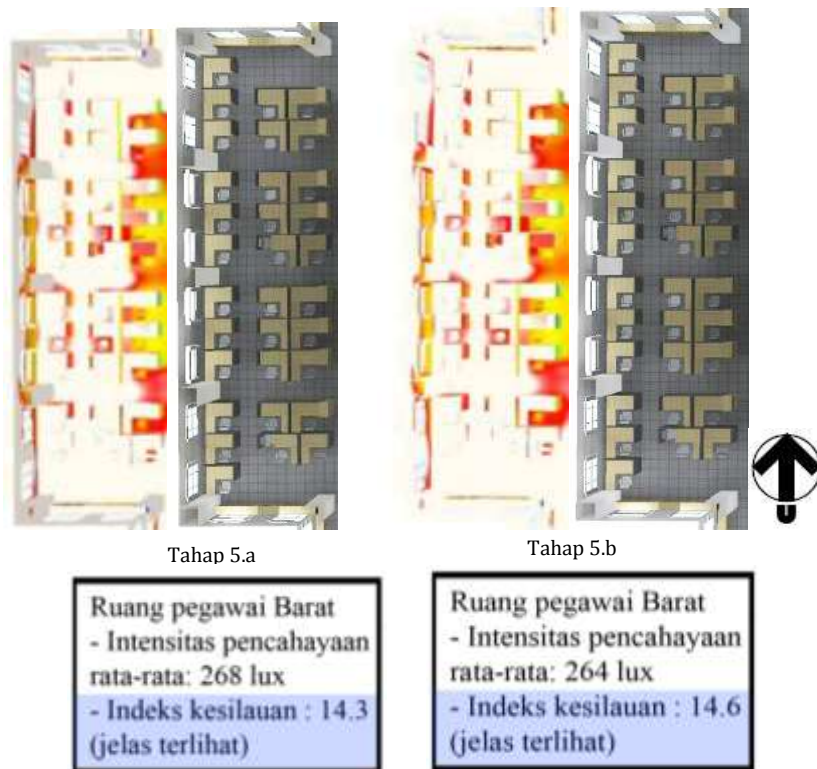 Tahap 5.a
Tahap 5.b
Ruang pegawai Barat
- Intensitas pencahayaan
rata-rata: 268 lux
- Indeks kesilauan : 14.3
(jelas terlihat)
Ruang pegawai Barat
- Intensitas pencahayaan
rata-rata: 264 lux
- Indeks kesilauan : 14.6
(jelas terlihat)